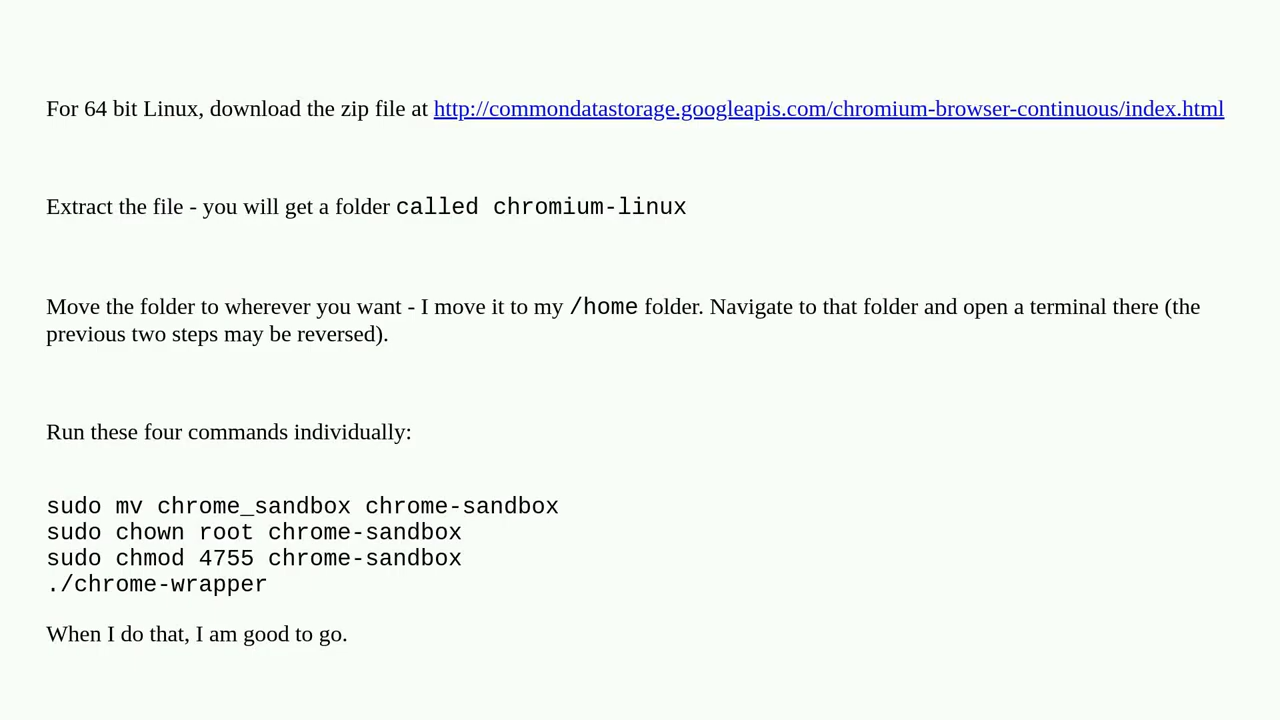 For 64 bit Linux, download the zip file at http://commondatastorage.googleapis.com/chromium-browser-continuous/index.html
Extract the file - you will get a folder called chromium-linux
Move the folder to wherever you want - I move it to my /home folder. Navigate to that folder and open a terminal there (the
previous two steps may be reversed).
Run these four commands individually:
sudo mv chrome_sandbox chrome-sandbox
sudo chown root chrome-sandbox
sudo chmod 4755 chrome-sandbox
./chrome-wrapper
When I do that, I am good to go.